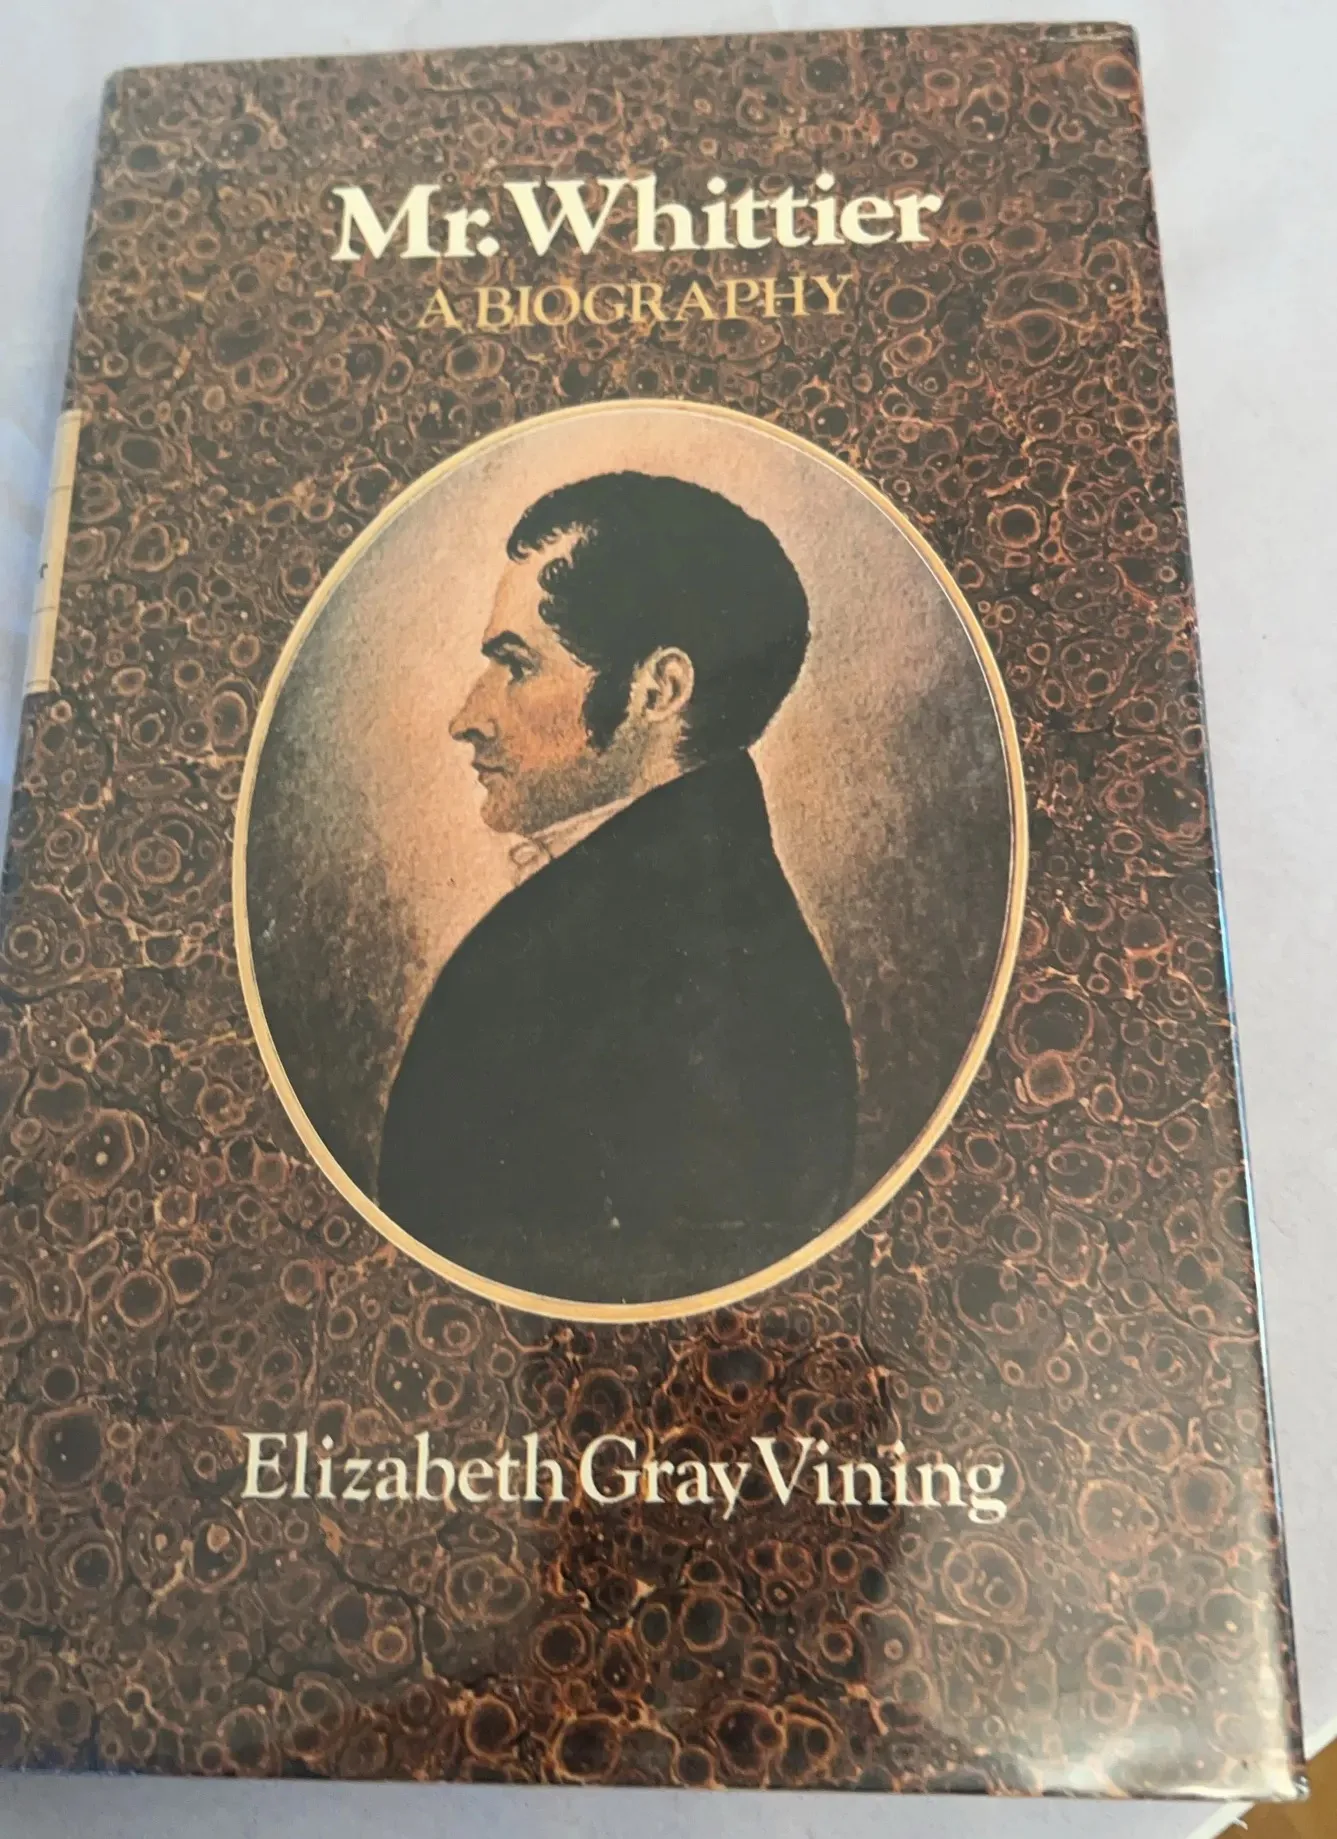 Mr. Whittier
A BIOGRAPHY
Elizabeth Gray Vining